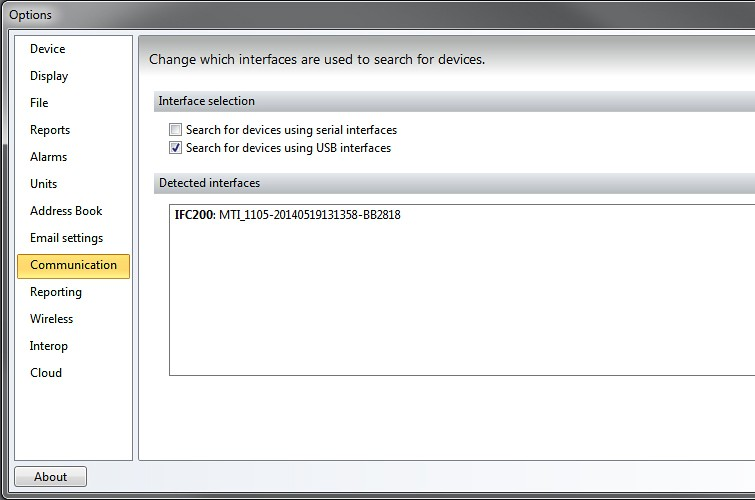 Options
Device
Display
File
Reports
Alarms
Units
Address Book
Email settings
Communication
Reporting
Wireless
Interop
Cloud
About
Change which interfaces are used to search for devices.
Interface selection
Search for devices using serial interfaces
Search for devices using USB interfaces
Detected interfaces
IFC200: MTI_1105-20140519131358-BB2818